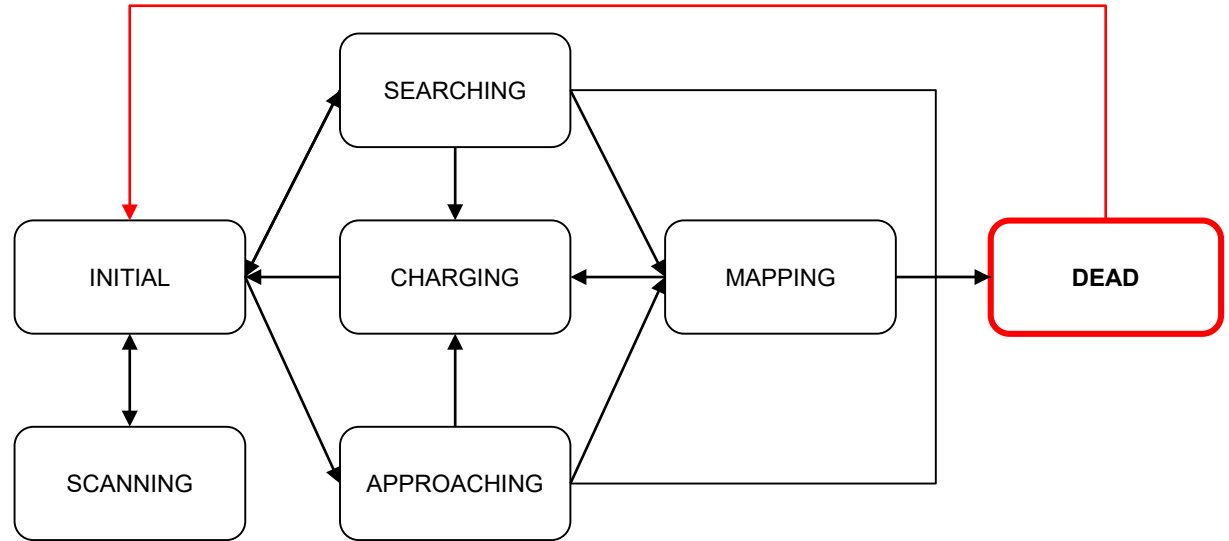 SEARCHING
INITIAL
CHARGING
MAPPING
DEAD
SCANNING
APPROACHING